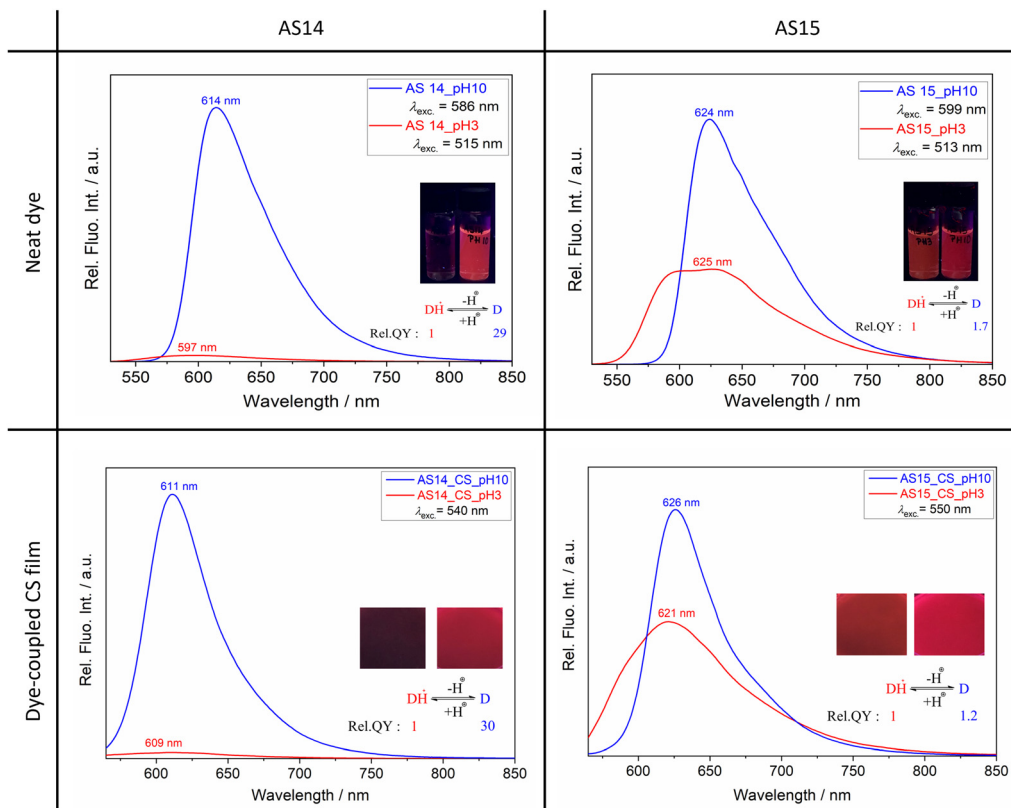 AS14
AS15
Neat dye
Rel. Fluo. Int. / a.u.
614 nm
AS 14_pH10
λexc. = 586 nm
AS 14_pH3
λexc. = 515 nm
PH 10
DH⁺ -H⊕ D
+H⊕
Rel.QY : 1 29
597 nm
550 600 650 700 750 800 850
Wavelength / nm
Rel. Fluo. Int. / a.u.
624 nm
AS 15_pH10
λexc. = 599 nm
AS15_pH3
λexc. = 513 nm
PH3 PH10
625 nm
DH⁺ -H⊕ D
+H⊕
Rel.QY : 1 1.7
550 600 650 700 750 800 850
Wavelength / nm
Dye-coupled CS film
Rel. Fluo. Int. / a.u.
611 nm
AS14_CS_pH10
AS14_CS_pH3
λexc. = 540 nm
DH⁺ -H⊕ D
+H⊕
Rel.QY : 1 30
609 nm
600 650 700 750 800 850
Wavelength / nm
Rel. Fluo. Int. / a.u.
626 nm
AS15_CS_pH10
AS15_CS_pH3
λexc. = 550 nm
621 nm
DH⁺ -H⊕ D
+H⊕
Rel.QY : 1 1.2
600 650 700 750 800 850
Wavelength / nm